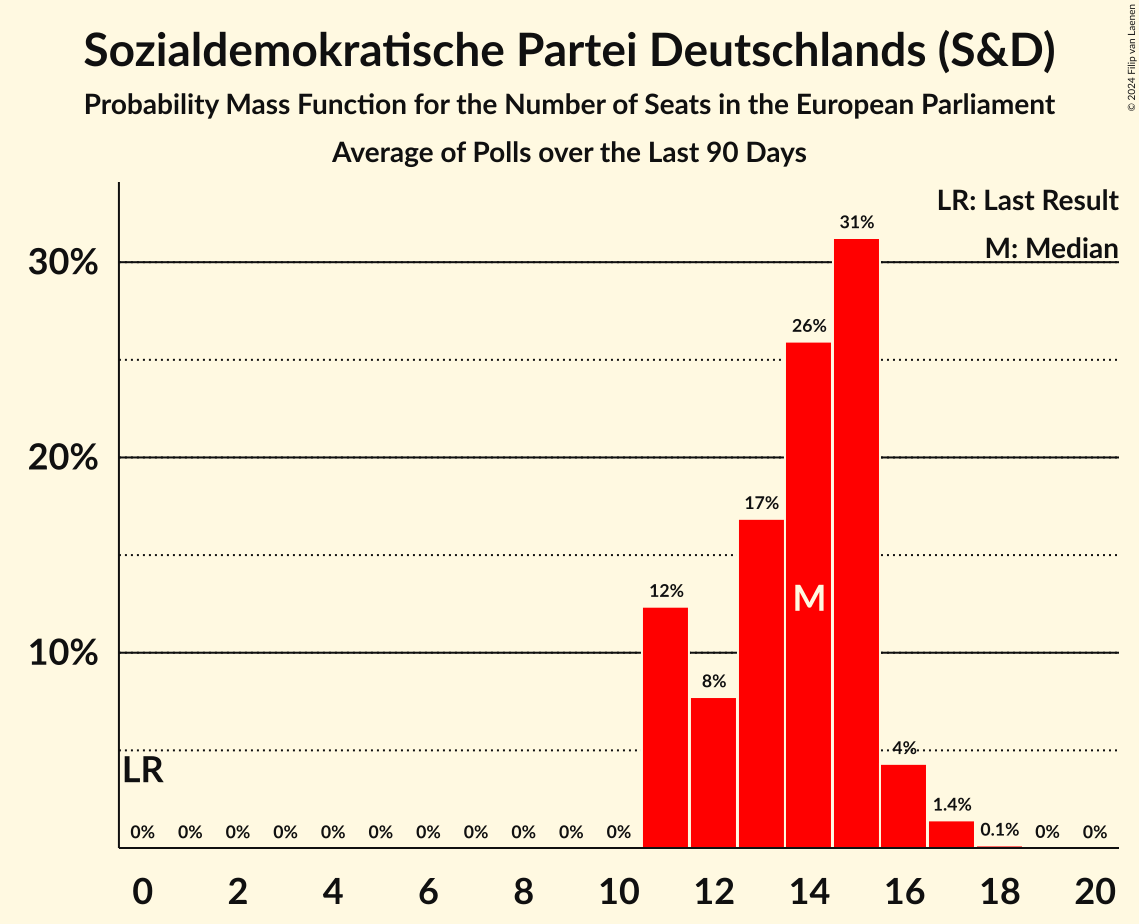 Sozialdemokratische Partei Deutschlands (S&D)
Probability Mass Function for the Number of Seats in the European Parliament
Average of Polls over the Last 90 Days
© 2024 Filip van Laenen
LR: Last Result
M: Median
30%
20%
10%
31%
26%
17%
12%
8%
4%
1.4%
0.1%
M
LR
0% 0% 0% 0% 0% 0% 0% 0% 0% 0% 0% 0% 0%
0 2 4 6 8 10 12 14 16 18 20